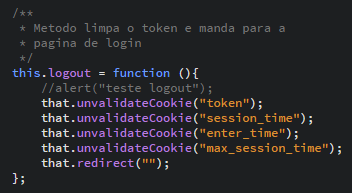 /**
 * Metodo limpa o token e manda para a
 * pagina de login
 */
this.logout = function (){
    //alert("teste logout");
    that.unvalidateCookie("token");
    that.unvalidateCookie("session_time");
    that.unvalidateCookie("enter_time");
    that.unvalidateCookie("max_session_time");
    that.redirect("");
};